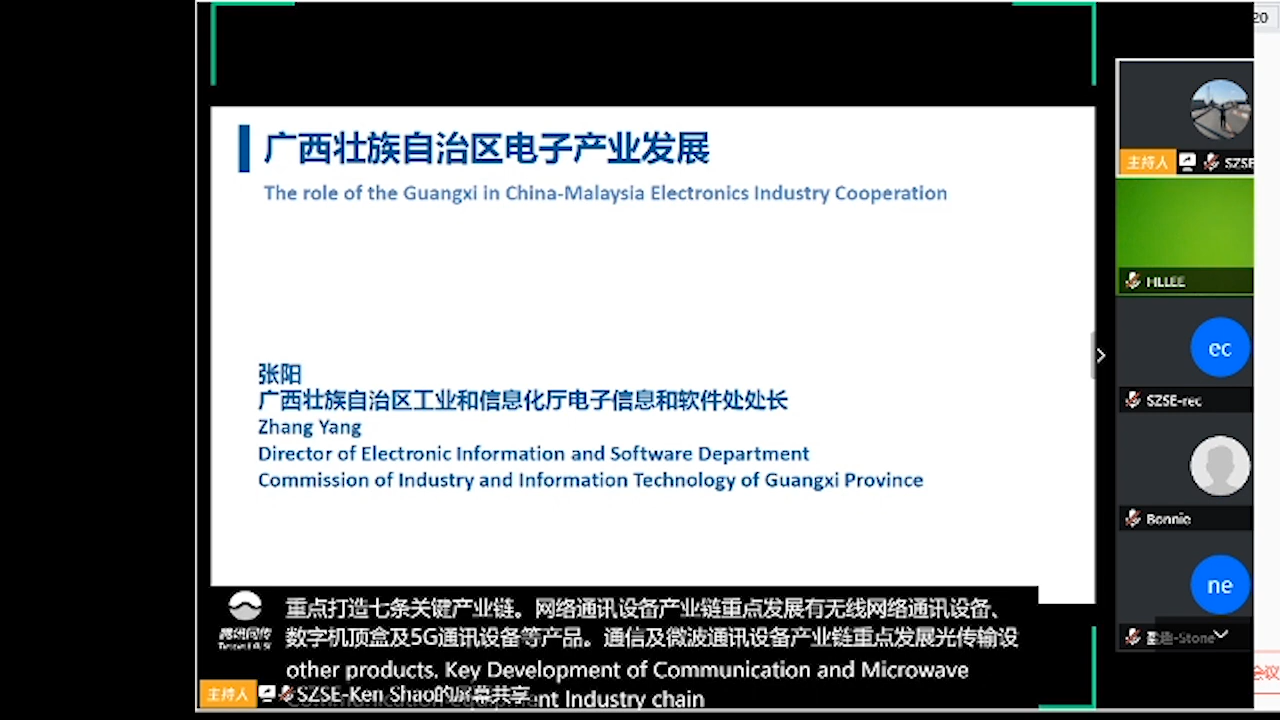 20
广西壮族自治区电子产业发展
The role of the Guangxi in China-Malaysia Electronics Industry Cooperation
张阳
广西壮族自治区工业和信息化厅电子信息和软件处处长
Zhang Yang
Director of Electronic Information and Software Department
Commission of Industry and Information Technology of Guangxi Province
重点打造七条关键产业链。网络通讯设备产业链重点发展有无线网络通讯设备、
数字机顶盒及5G通讯设备等产品。通信及微波通讯设备产业链重点发展光传输设
other products. Key Development of Communication and Microwave
Communication Equipment Industry chain
腾讯同传
主持人 SZSE-Ken Shao的屏幕共享
主持人 SZSE
HLLEE
ec
SZSE-rec
Bonnie
ne
-Stone
会议